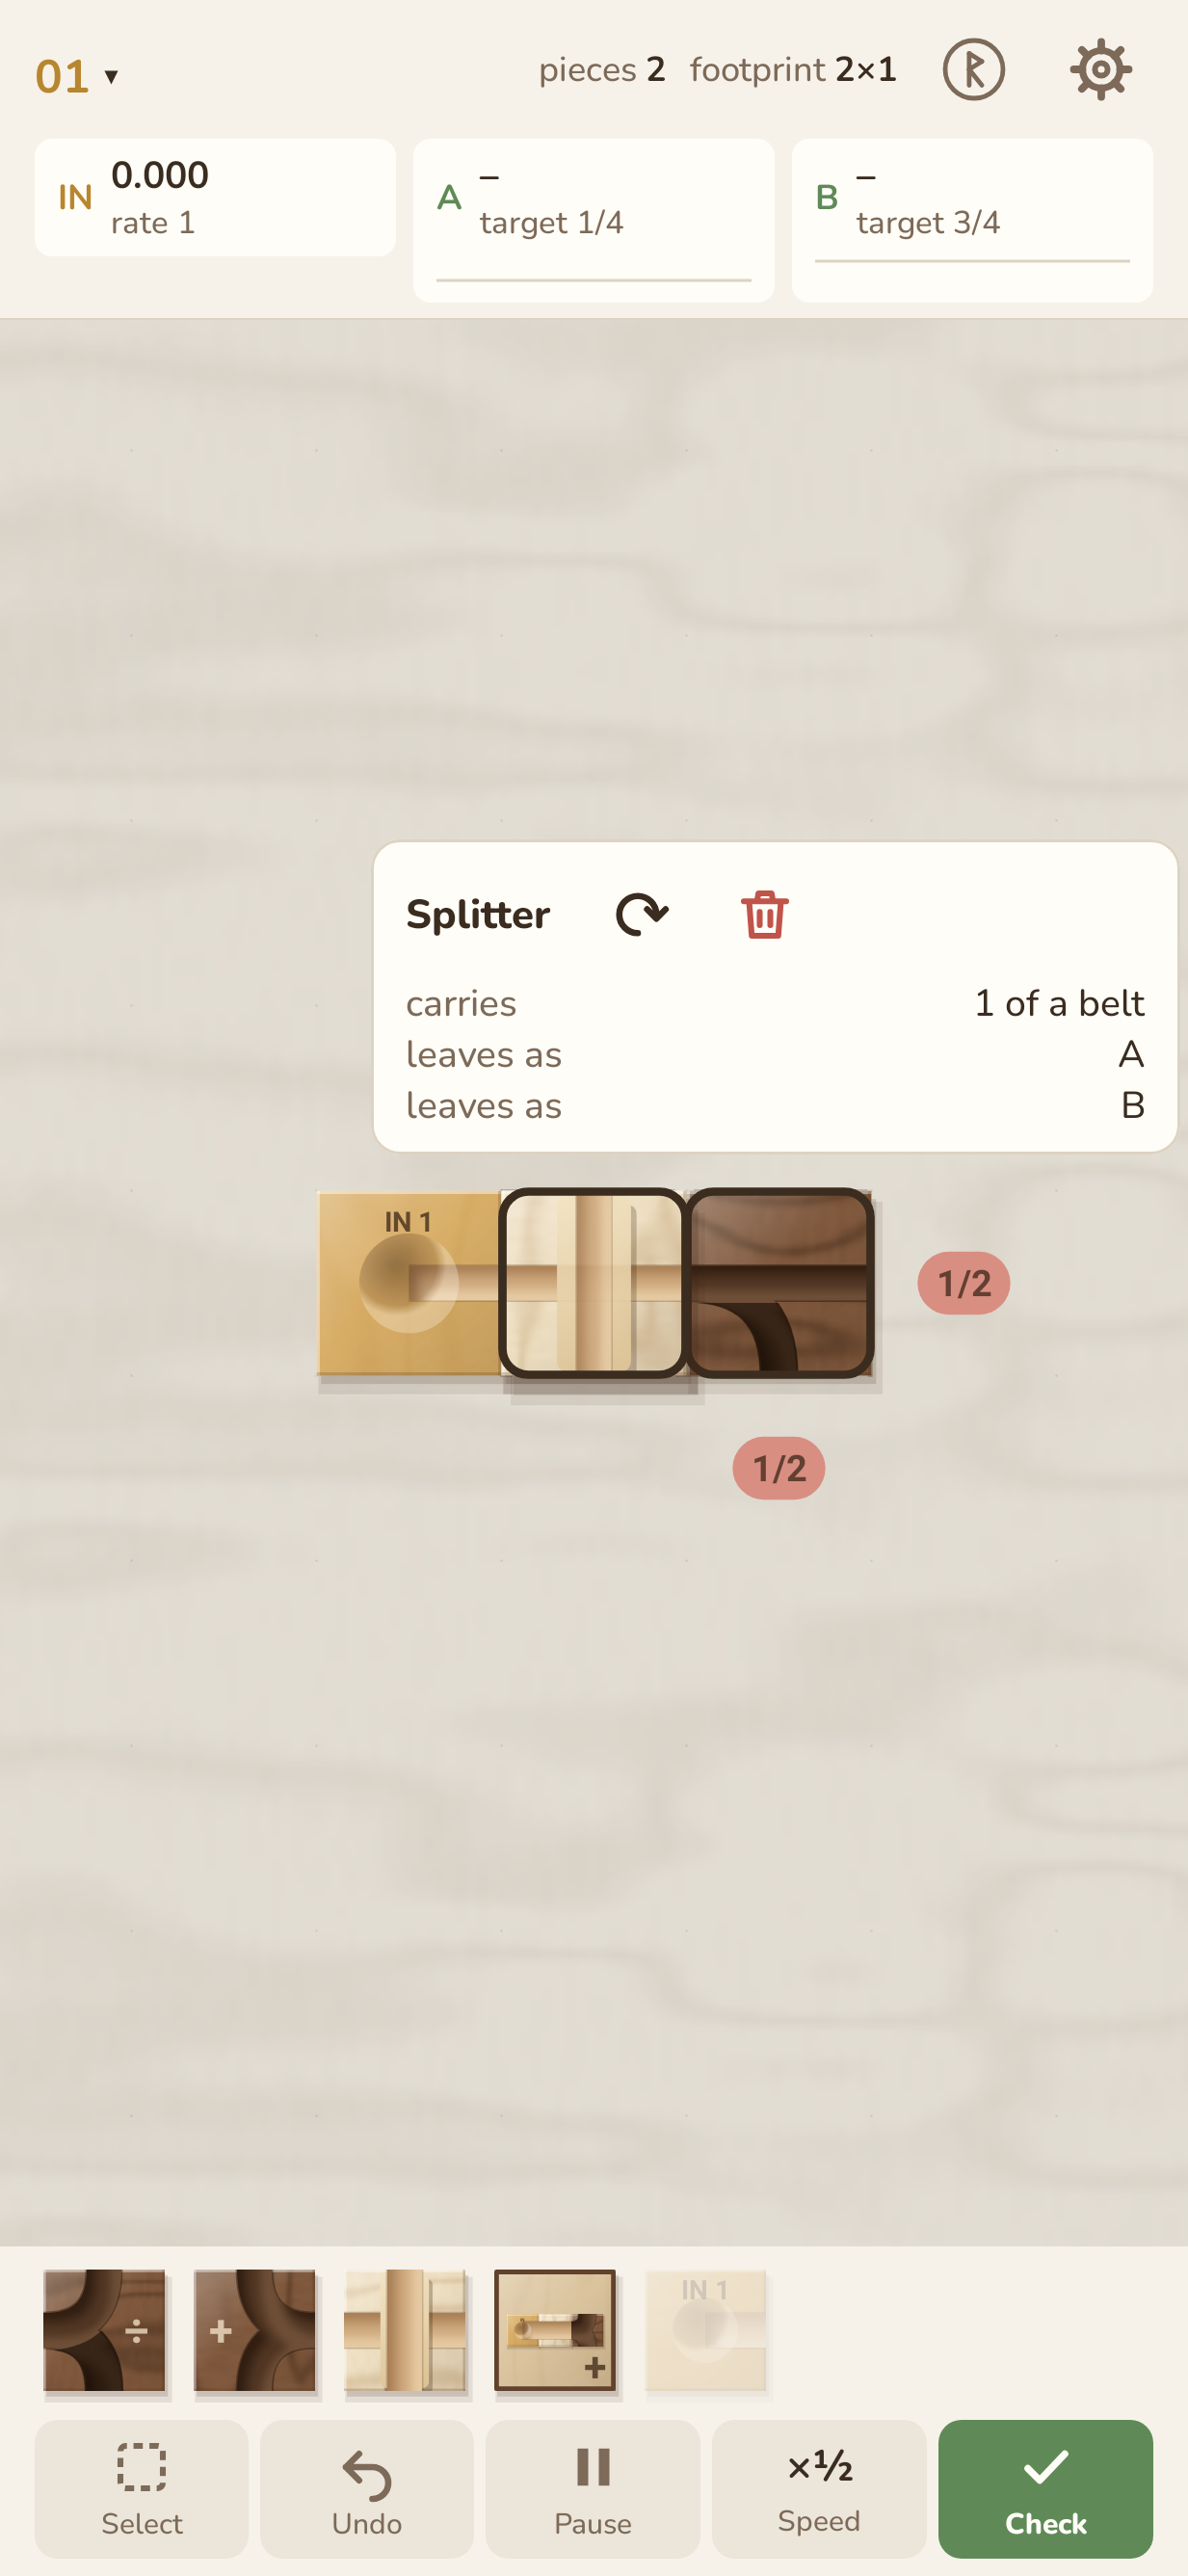 01 ▾
pieces 2 footprint 2×1
IN 0.000
rate 1
A –
target 1/4
B –
target 3/4
Splitter
carries 1 of a belt
leaves as A
leaves as B
IN 1
1/2
1/2
÷
+
+
IN 1
Select
Undo
Pause
×½
Speed
Check